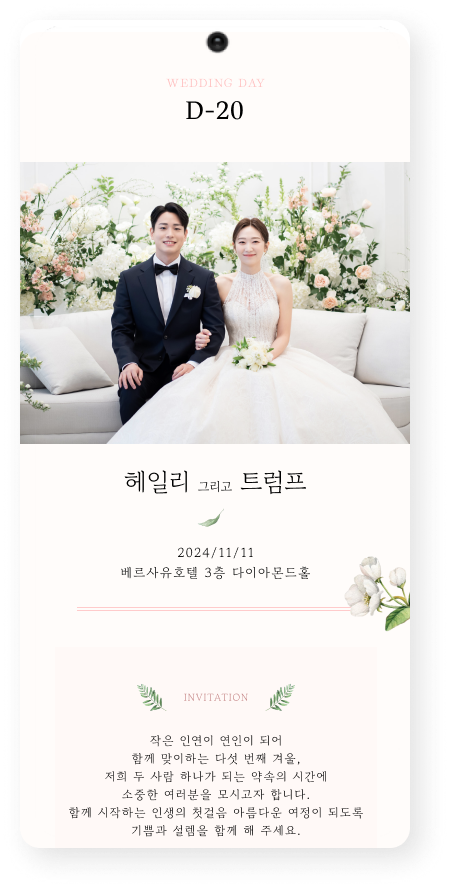 WEDDING DAY
D-20
헤일리 그리고 트럼프
2024/11/11
베르사유호텔 3층 다이아몬드홀
INVITATION
작은 인연이 연인이 되어
함께 맞이하는 다섯 번째 겨울,
저희 두 사람 하나가 되는 약속의 시간에
소중한 여러분을 모시고자 합니다.
함께 시작하는 인생의 첫걸음 아름다운 여정이 되도록
기쁨과 설렘을 함께 해 주세요.